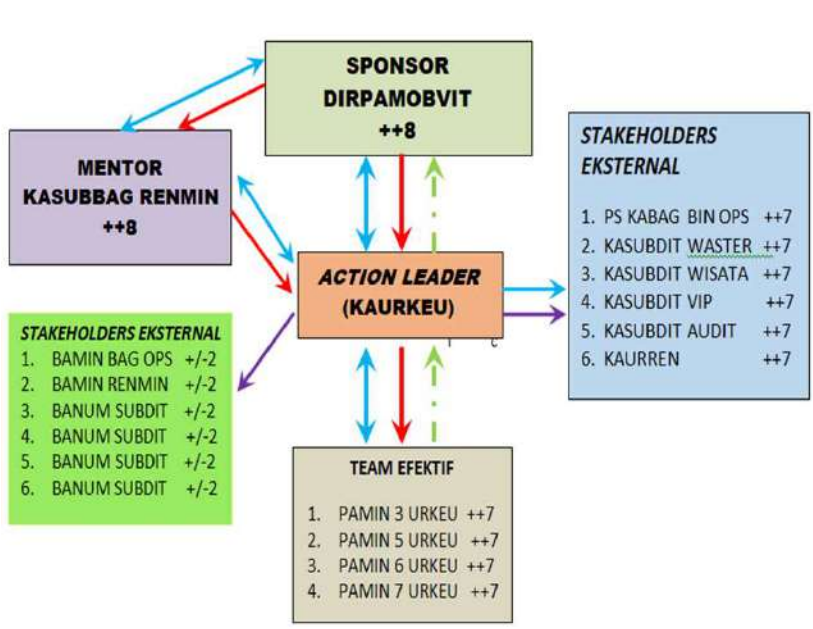 SPONSOR
DIRPAMOBVIT
++8
MENTOR
KASUBBAG RENMIN
++8
STAKEHOLDERS
EKSTERNAL
1. PS KABAG BIN OPS ++7
2. KASUBDIT WASTER ++7
3. KASUBDIT WISATA ++7
4. KASUBDIT VIP ++7
5. KASUBDIT AUDIT ++7
6. KAURREN ++7
ACTION LEADER
(KAURKEU)
STAKEHOLDERS EKSTERNAL
1. BAMIN BAG OPS +/-2
2. BAMIN RENMIN +/-2
3. BANUM SUBDIT +/-2
4. BANUM SUBDIT +/-2
5. BANUM SUBDIT +/-2
6. BANUM SUBDIT +/-2
TEAM EFEKTIF
1. PAMIN 3 URKEU ++7
2. PAMIN 5 URKEU ++7
3. PAMIN 6 URKEU ++7
4. PAMIN 7 URKEU ++7